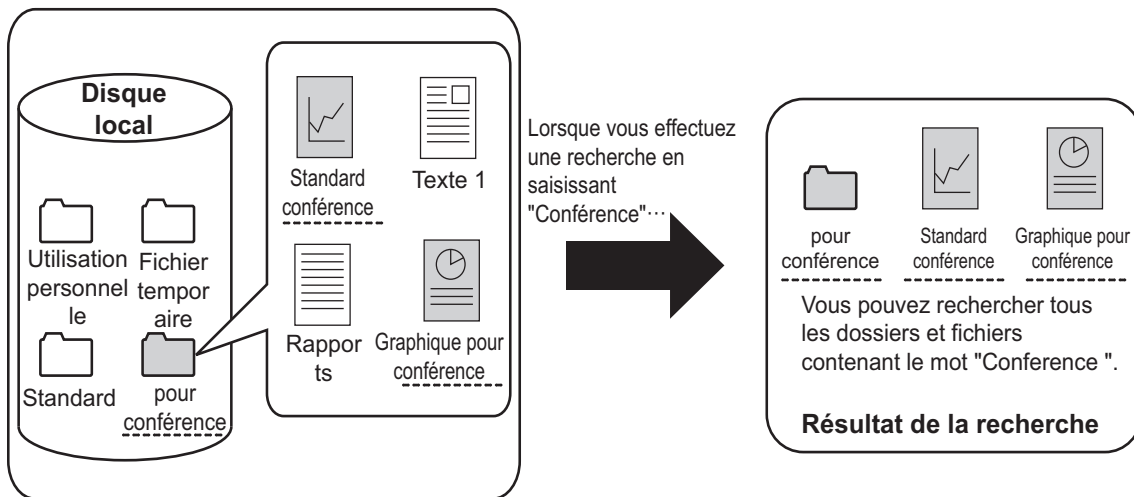 Disque
local
Utilisation
personnel
le
Fichier
tempor
aire
Standard
pour
conférence
Standard
conférence
Texte 1
Rappor
ts
Graphique pour
conférence
Lorsque vous effectuez
une recherche en
saisissant
"Conférence"···
pour
conférence
Standard
conférence
Graphique pour
conférence
Vous pouvez rechercher tous
les dossiers et fichiers
contenant le mot "Conference ".
Résultat de la recherche